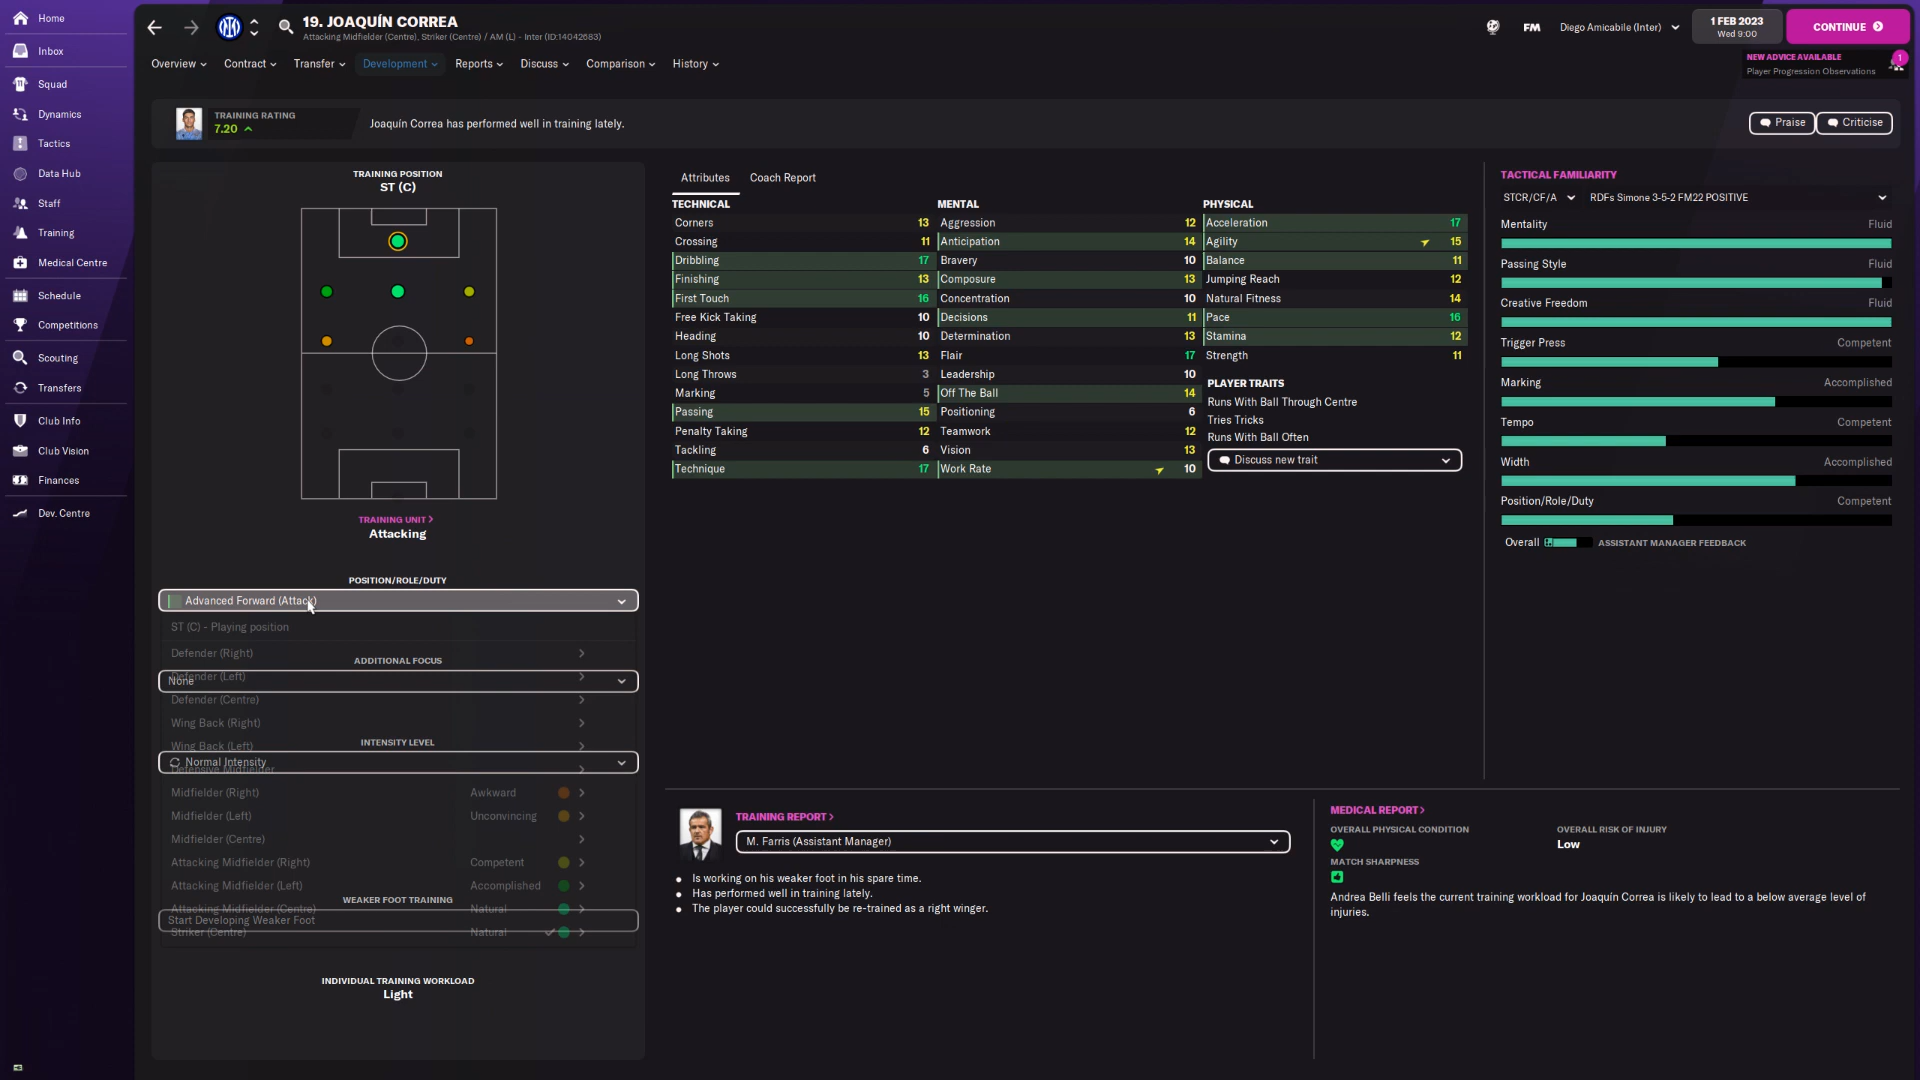 Home
Inbox
Squad
Dynamics
Tactics
Data Hub
Staff
Training
Medical Centre
Schedule
Competitions
Scouting
Transfers
Club Info
Club Vision
Finances
Dev. Centre
19. JOAQUÍN CORREA
Attacking Midfielder (Centre), Striker (Centre) / AM (L) - Inter (ID:14042683)
FM
Diego Amicabile (Inter)
1 FEB 2023
Wed 9:00
CONTINUE
Overview
Contract
Transfer
Development
Reports
Discuss
Comparison
History
NEW ADVICE AVAILABLE
Player Progression Observations
1
TRAINING RATING
7.20
Joaquín Correa has performed well in training lately.
Praise
Criticise
TRAINING POSITION
ST (C)
TRAINING UNIT >
Attacking
POSITION/ROLE/DUTY
Advanced Forward (Attack)
ST (C) - Playing position
Defender (Right)
ADDITIONAL FOCUS
Defender (Left)
None
Defender (Centre)
Wing Back (Right)
INTENSITY LEVEL
Wing Back (Left)
Normal Intensity
Defensive Midfielder
Midfielder (Right) Awkward
Midfielder (Left) Unconvincing
Midfielder (Centre)
Attacking Midfielder (Right) Competent
Attacking Midfielder (Left) Accomplished
WEAKER FOOT TRAINING
Attacking Midfielder (Centre) Natural
Start Developing Weaker Foot
Striker (Centre) Natural
INDIVIDUAL TRAINING WORKLOAD
Light
Attributes
Coach Report
TECHNICAL
Corners 13
Crossing 11
Dribbling 17
Finishing 13
First Touch 16
Free Kick Taking 10
Heading 10
Long Shots 13
Long Throws 3
Marking 5
Passing 15
Penalty Taking 12
Tackling 6
Technique 17
MENTAL
Aggression 12
Anticipation 14
Bravery 10
Composure 13
Concentration 10
Decisions 11
Determination 13
Flair 17
Leadership 10
Off The Ball 14
Positioning 6
Teamwork 12
Vision 13
Work Rate 10
PHYSICAL
Acceleration 17
Agility 15
Balance 11
Jumping Reach 12
Natural Fitness 14
Pace 16
Stamina 12
Strength 11
PLAYER TRAITS
Runs With Ball Through Centre
Tries Tricks
Runs With Ball Often
Discuss new trait
TACTICAL FAMILIARITY
STCR/CF/A
RDFs Simone 3-5-2 FM22 POSITIVE
Mentality Fluid
Passing Style Fluid
Creative Freedom Fluid
Trigger Press Competent
Marking Accomplished
Tempo Competent
Width Accomplished
Position/Role/Duty Competent
Overall
ASSISTANT MANAGER FEEDBACK
TRAINING REPORT >
M. Farris (Assistant Manager)
• Is working on his weaker foot in his spare time.
• Has performed well in training lately.
• The player could successfully be re-trained as a right winger.
MEDICAL REPORT >
OVERALL PHYSICAL CONDITION
OVERALL RISK OF INJURY
Low
MATCH SHARPNESS
Andrea Belli feels the current training workload for Joaquín Correa is likely to lead to a below average level of
injuries.